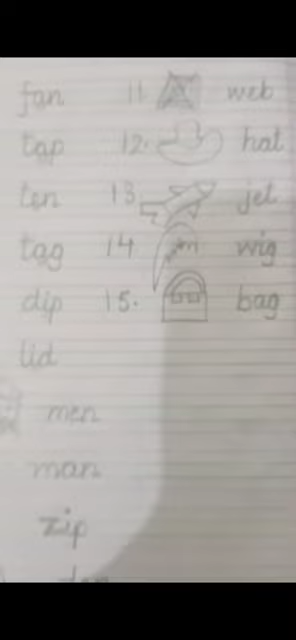 fan 11. web
tap 12. hat
ten 13. jet
tag 14. wig
dip 15. bag
lid
men
man
zip